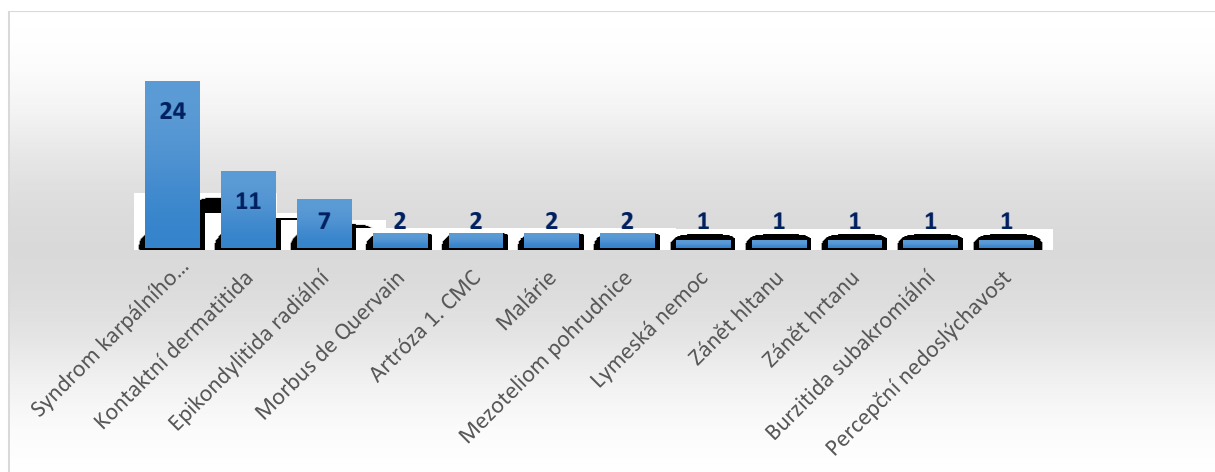 24
11
7
2
2
2
2
1
1
1
1
1
Syndrom karpálního...
Kontaktní dermatitida
Epikondylitida radiální
Morbus de Quervain
Artróza 1. CMC
Malárie
Mezoteliom pohrudnice
Lymeská nemoc
Zánět hltanu
Zánět hrtanu
Burzitida subakromiální
Percepční nedoslýchavost